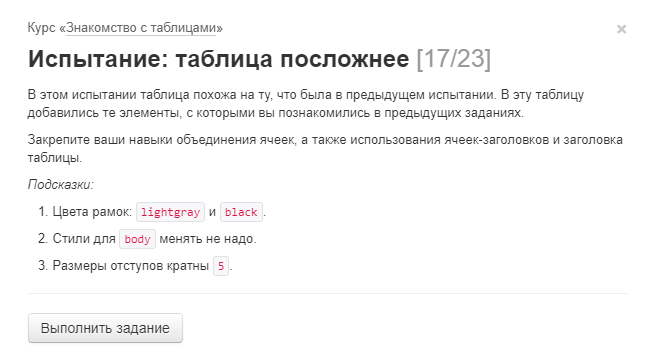 Курс «Знакомство с таблицами»
×
Испытание: таблица посложнее [17/23]
В этом испытании таблица похожа на ту, что была в предыдущем испытании. В эту таблицу
добавились те элементы, с которыми вы познакомились в предыдущих заданиях.
Закрепите ваши навыки объединения ячеек, а также использования ячеек-заголовков и заголовка
таблицы.
Подсказки:
1. Цвета рамок: lightgray и black.
2. Стили для body менять не надо.
3. Размеры отступов кратны 5.
Выполнить задание